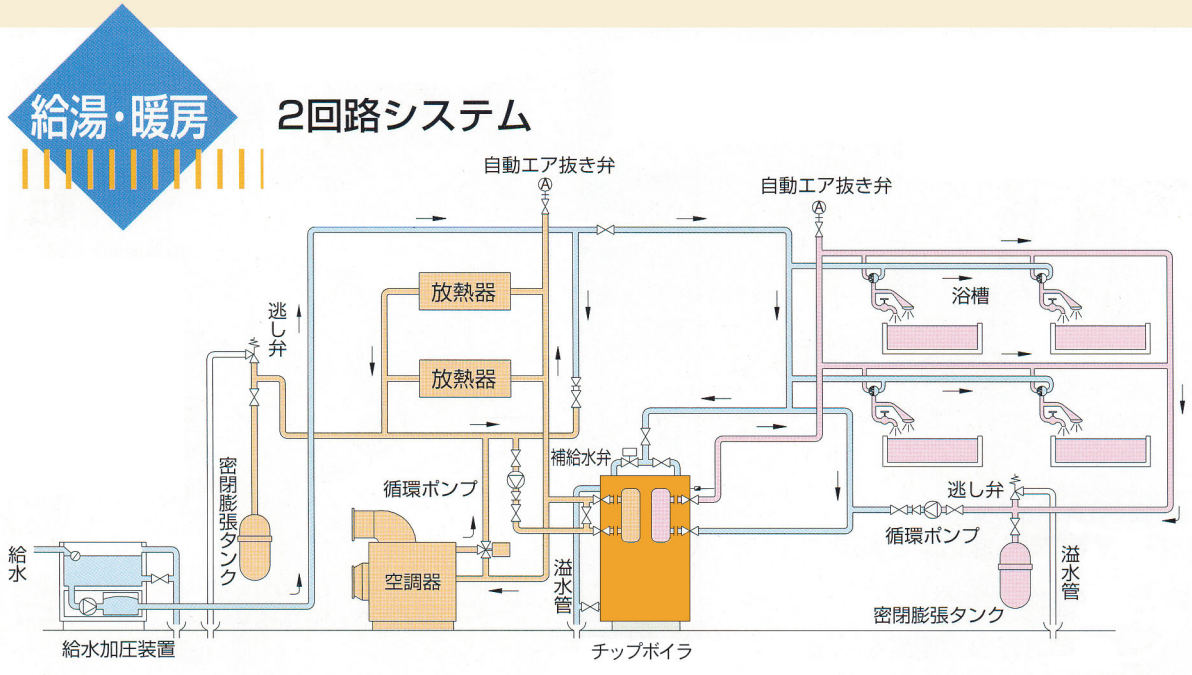 給湯・暖房
2回路システム
自動エア抜き弁
Ⓐ
自動エア抜き弁
Ⓐ
放熱器
浴槽
逃し弁
放熱器
補給水弁
密閉膨張タンク
循環ポンプ
逃し弁
循環ポンプ
給水
空調器
溢水管
溢水管
密閉膨張タンク
給水加圧装置
チップボイラ